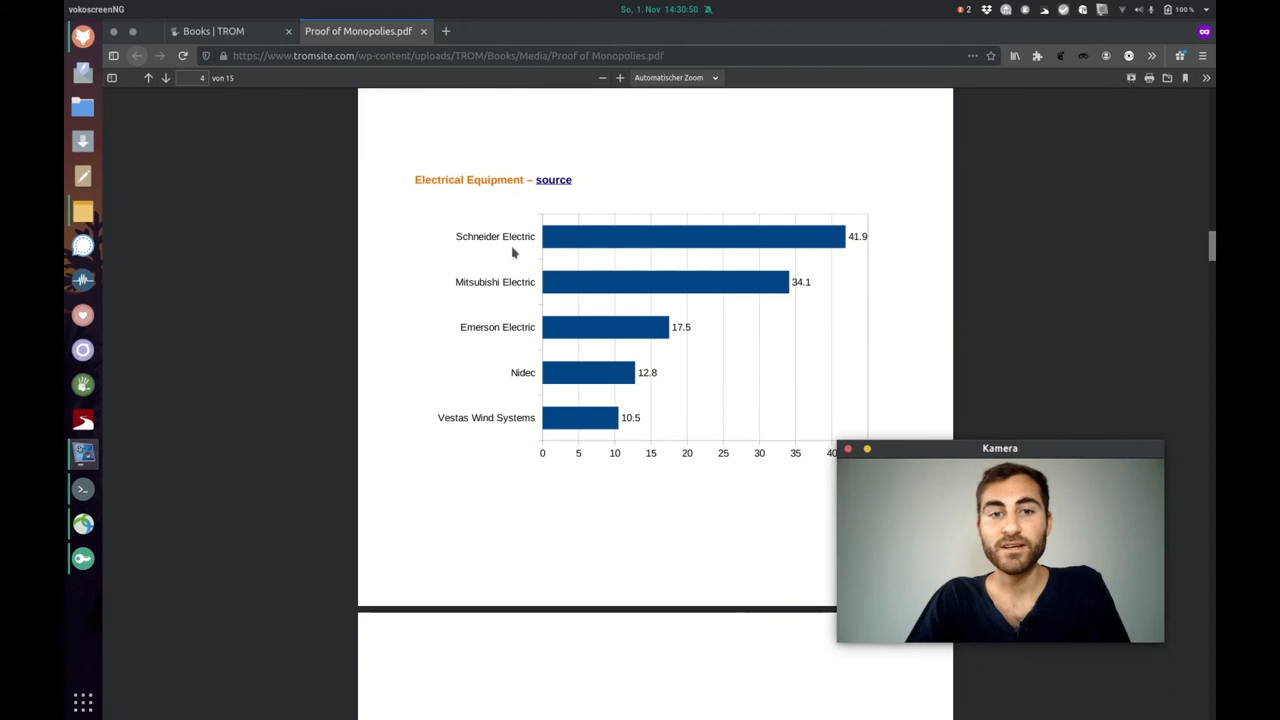 vokoscreenNG
So, 1. Nov 14:30:50
2
100 %
Books | TROM
Proof of Monopolies.pdf
https://www.tromsite.com/wp-content/uploads/TROM/Books/Media/Proof of Monopolies.pdf
4 von 15
Automatischer Zoom
Electrical Equipment – source
Schneider Electric 41.9
Mitsubishi Electric 34.1
Emerson Electric 17.5
Nidec 12.8
Vestas Wind Systems 10.5
0 5 10 15 20 25 30 35 40
Kamera